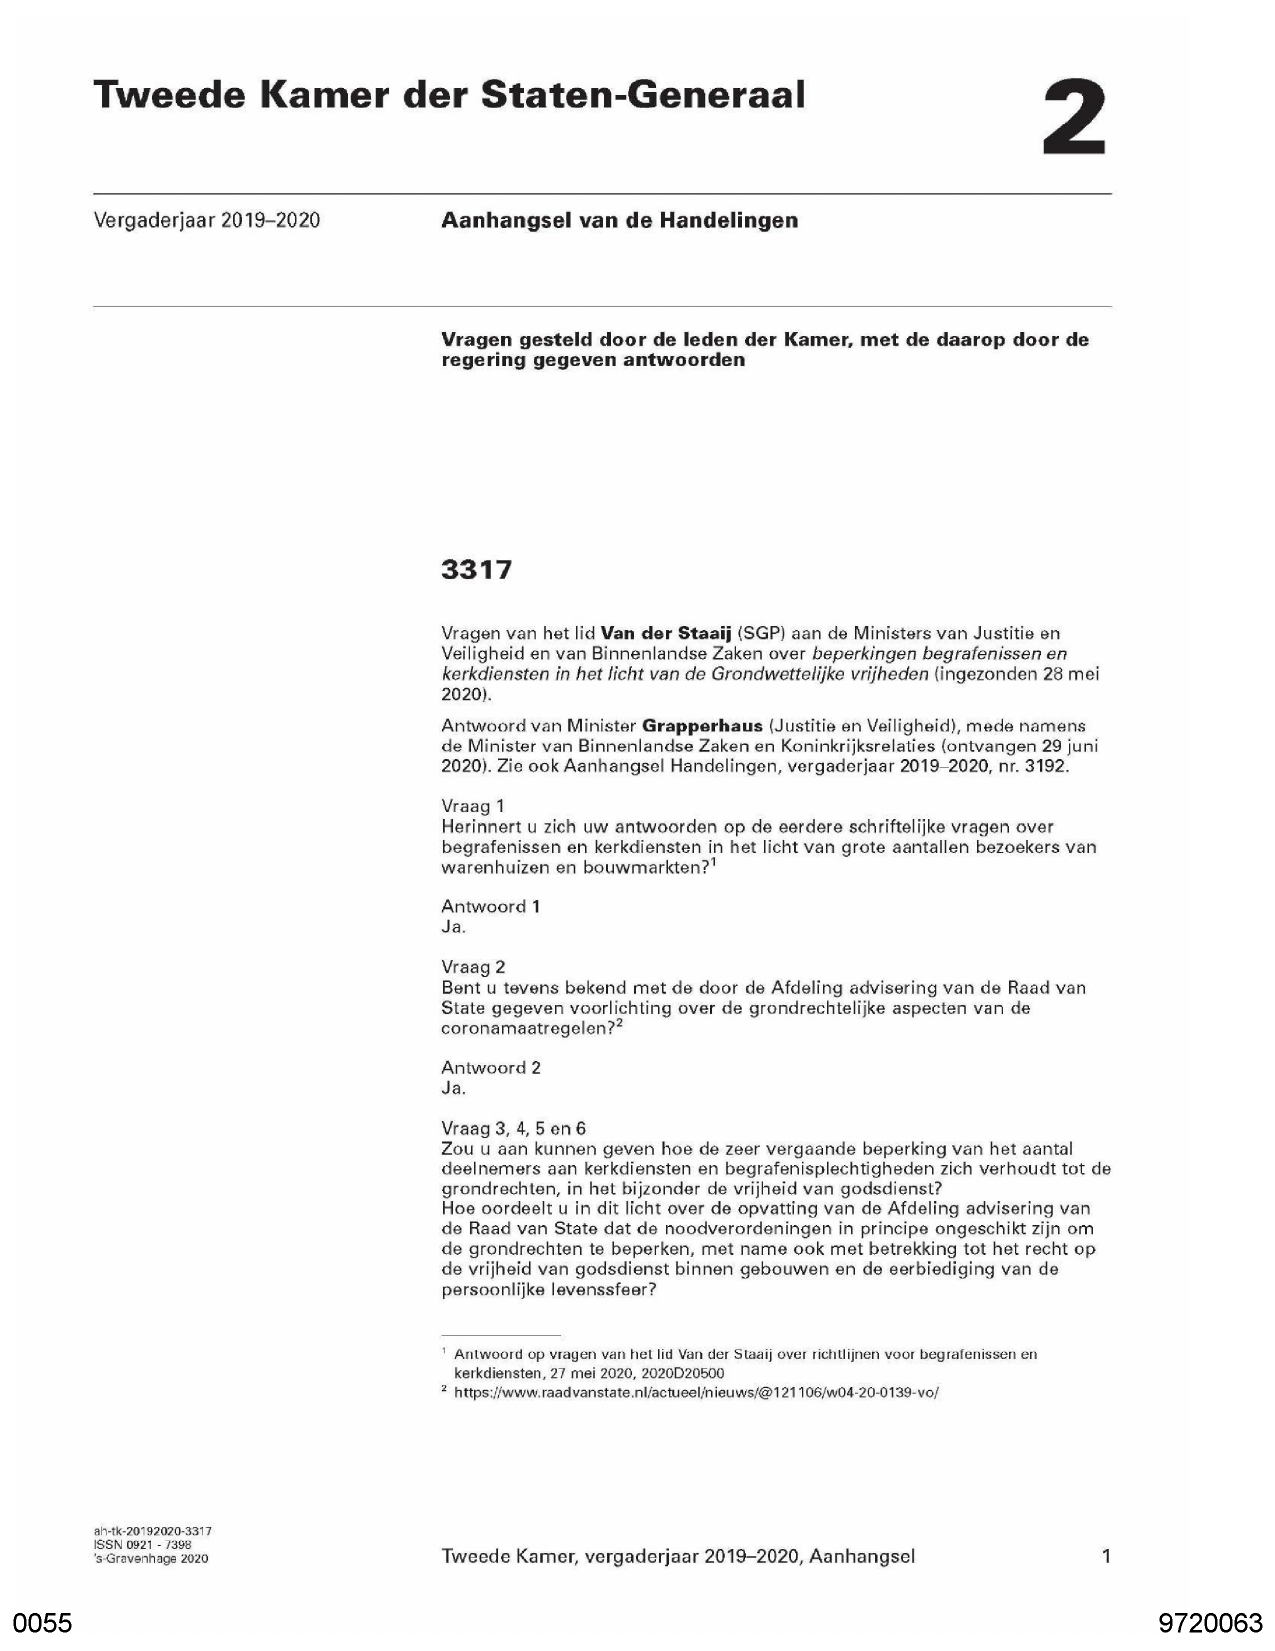 Tweede Kamer der Staten-Generaal
2
Vergaderjaar 2019–2020
Aanhangsel van de Handelingen
Vragen gesteld door de leden der Kamer, met de daarop door de
regering gegeven antwoorden
3317
Vragen van het lid Van der Staaij (SGP) aan de Ministers van Justitie en
Veiligheid en van Binnenlandse Zaken over beperkingen begrafenissen en
kerkdiensten in het licht van de Grondwettelijke vrijheden (ingezonden 28 mei
2020).
Antwoord van Minister Grapperhaus (Justitie en Veiligheid), mede namens
de Minister van Binnenlandse Zaken en Koninkrijksrelaties (ontvangen 29 juni
2020). Zie ook Aanhangsel Handelingen, vergaderjaar 2019–2020, nr. 3192.
Vraag 1
Herinnert u zich uw antwoorden op de eerdere schriftelijke vragen over
begrafenissen en kerkdiensten in het licht van grote aantallen bezoekers van
warenhuizen en bouwmarkten?¹
Antwoord 1
Ja.
Vraag 2
Bent u tevens bekend met de door de Afdeling advisering van de Raad van
State gegeven voorlichting over de grondrechtelijke aspecten van de
coronamaatregelen?²
Antwoord 2
Ja.
Vraag 3, 4, 5 en 6
Zou u aan kunnen geven hoe de zeer vergaande beperking van het aantal
deelnemers aan kerkdiensten en begrafenisplechtigheden zich verhoudt tot de
grondrechten, in het bijzonder de vrijheid van godsdienst?
Hoe oordeelt u in dit licht over de opvatting van de Afdeling advisering van
de Raad van State dat de noodverordeningen in principe ongeschikt zijn om
de grondrechten te beperken, met name ook met betrekking tot het recht op
de vrijheid van godsdienst binnen gebouwen en de eerbiediging van de
persoonlijke levenssfeer?
¹ Antwoord op vragen van het lid Van der Staaij over richtlijnen voor begrafenissen en
kerkdiensten, 27 mei 2020, 2020D20500
² https://www.raadvanstate.nl/actueel/nieuws/@121106/w04-20-0139-vo/
ah-tk-20192020-3317
ISSN 0921 - 7398
's-Gravenhage 2020
Tweede Kamer, vergaderjaar 2019–2020, Aanhangsel
1
0055
9720063